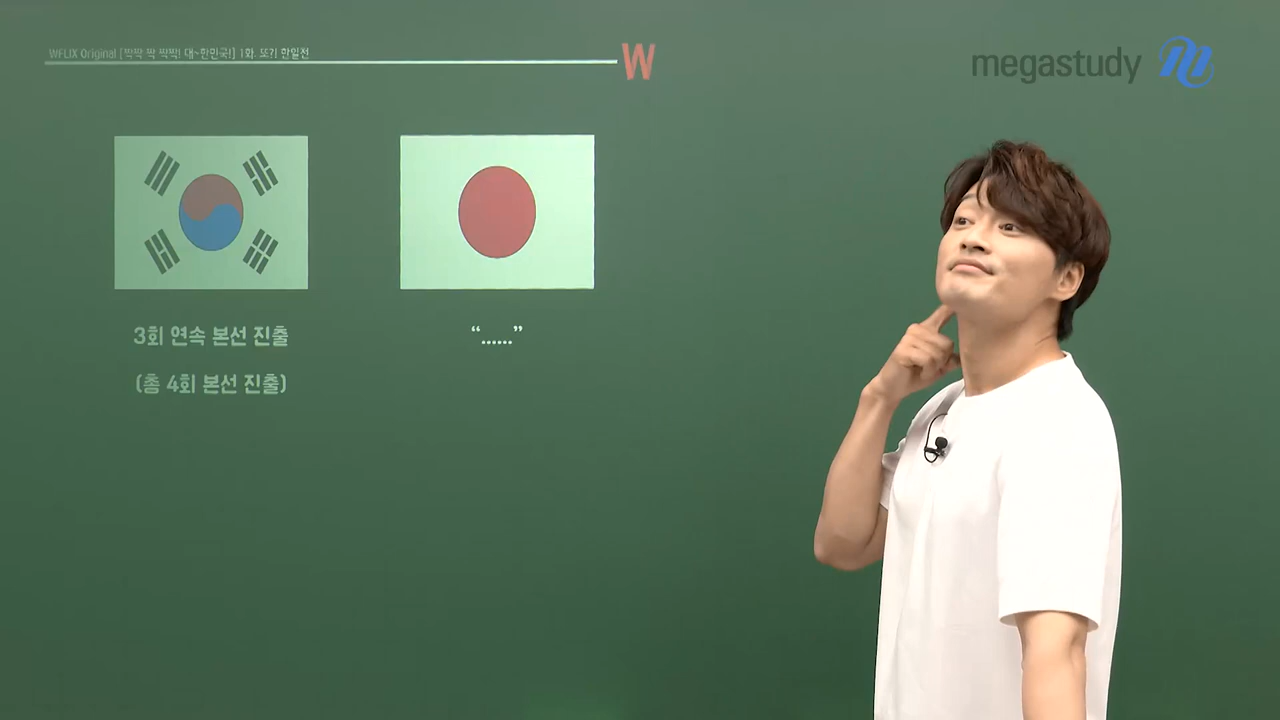 WFLIX Original [짝짝 짝 짝짝! 대~한민국!] 1화. 또?! 한일전
W
megastudy
3회 연속 본선 진출
“......”
(총 4회 본선 진출)